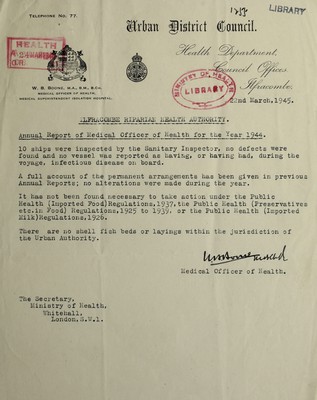 TELEPHONE No. 77.
LIBRARY
Urban District Council.
HEALTH
Health Department,
Council Offices,
Ilfracombe.
MINISTRY OF HEALTH
LIBRARY
W. B. BOONE, M.A., B.M., B.Ch.
MEDICAL OFFICER OF HEALTH,
MEDICAL SUPERINTENDENT ISOLATION HOSPITAL.
22nd March, 1945.
ILFRACOMBE RIPARIAN HEALTH AUTHORITY.
Annual Report of Medical Officer of Health for the Year 1944.
10 ships were inspected by the Sanitary Inspector, no defects were
found and no vessel was reported as having, or having had, during the
voyage, infectious disease on board.
A full account of the permanent arrangements has been given in previous
Annual Reports; no alterations were made during the year.
It has not been found necessary to take action under the Public
Health (Imported Food)Regulations,1937,the Public Health (Preservatives
etc.in Food) Regulations,1925 to 1939, or the Public Health (Imported
Milk)Regulations,1926.
There are no shell fish beds or layings within the jurisdiction of
the Urban Authority.
Medical Officer of Health.
The Secretary,
Ministry of Health,
Whitehall,
London,S.W.1.